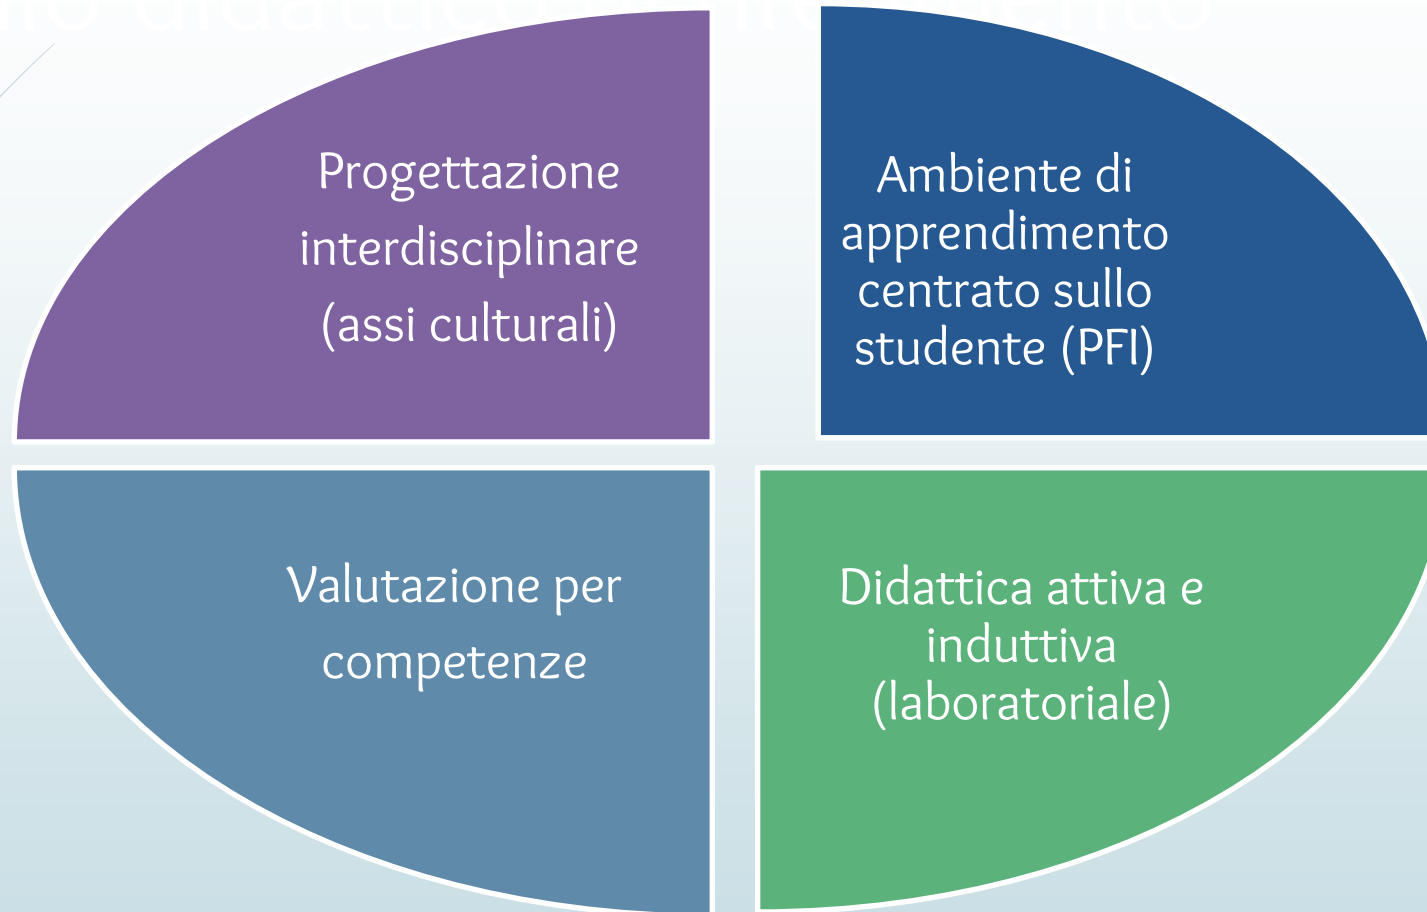 Progettazione
interdisciplinare
(assi culturali)
Ambiente di
apprendimento
centrato sullo
studente (PFI)
Valutazione per
competenze
Didattica attiva e
induttiva
(laboratoriale)